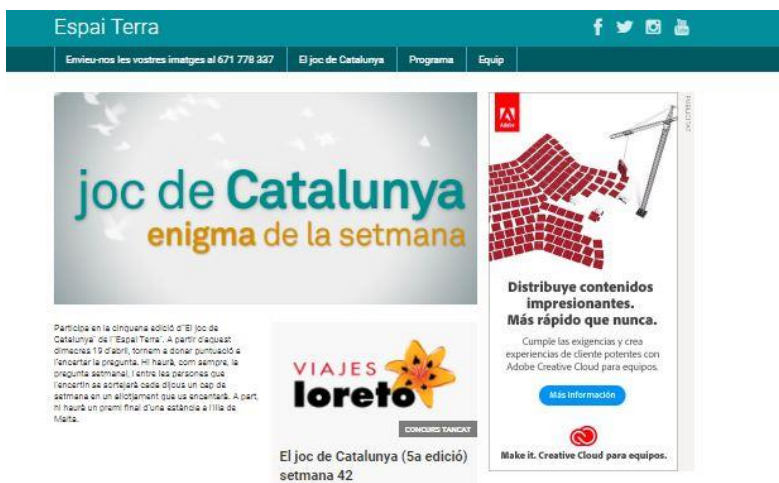 Espai Terra
Envieu-nos les vostres imatges al 671 778 337
El joc de Catalunya
Programa
Equip
joc de Catalunya
enigma de la setmana
Participa en la cinquena edició d'"El joc de
Catalunya" de l'"Espai Terra". A partir d'aquest
dimecres 19 d'abril, tornem a donar puntuació a
l'encertar la pregunta. Hi haurà, com sempre, la
pregunta setmanal, i entre les persones que
l'encertin se sortejarà cada dijous un cap de
setmana en un allotjament que us encantarà. A part,
hi haurà un premi final d'una estància a l'illa de
Malta.
VIAJES
loreto
CONCURS TANCAT
El joc de Catalunya (5a edició)
setmana 42
PUBLICITAT
Adobe
Distribuye contenidos
impresionantes.
Más rápido que nunca.
Cumple las exigencias y crea
experiencias de cliente potentes con
Adobe Creative Cloud para equipos.
Más información
Make it. Creative Cloud para equipos.